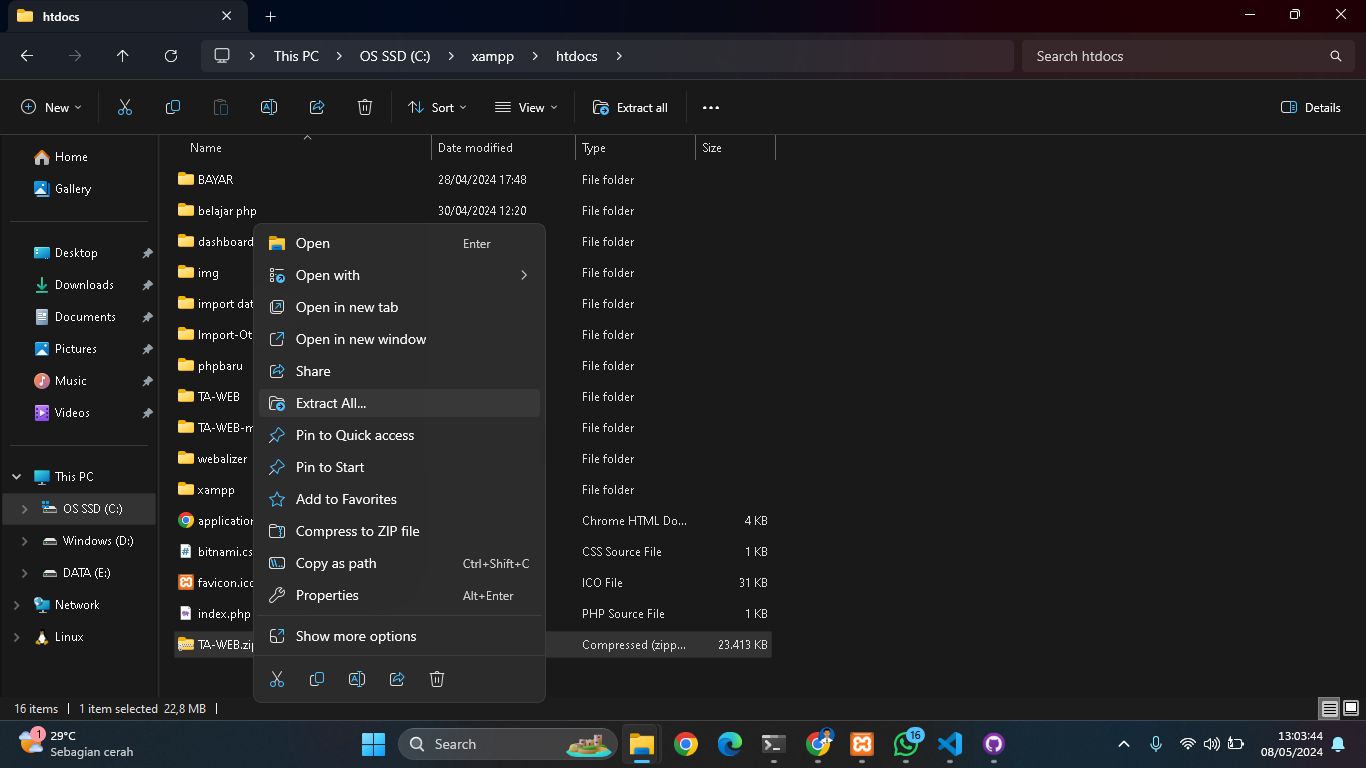 htdocs
This PC > OS SSD (C:) > xampp > htdocs >
Search htdocs
New
Sort
View
Extract all
Details
Home
Gallery
Desktop
Downloads
Documents
Pictures
Music
Videos
This PC
OS SSD (C:)
Windows (D:)
DATA (E:)
Network
Linux
Name Date modified Type Size
BAYAR 28/04/2024 17:48 File folder
belajar php 30/04/2024 12:20 File folder
dashboard File folder
img File folder
import dat File folder
Import-Ot File folder
phpbaru File folder
TA-WEB File folder
TA-WEB-m File folder
webalizer File folder
xampp File folder
application Chrome HTML Do... 4 KB
bitnami.cs CSS Source File 1 KB
favicon.ico ICO File 31 KB
index.php PHP Source File 1 KB
TA-WEB.zi Compressed (zipp... 23.413 KB
Open Enter
Open with
Open in new tab
Open in new window
Share
Extract All...
Pin to Quick access
Pin to Start
Add to Favorites
Compress to ZIP file
Copy as path Ctrl+Shift+C
Properties Alt+Enter
Show more options
16 items 1 item selected 22,8 MB
1
29°C
Sebagian cerah
Search
16
13:03:44
08/05/2024